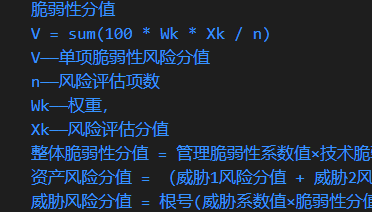 脆弱性分值
V = sum(100 * Wk * Xk / n)
V——单项脆弱性风险分值
n——风险评估项数
Wk——权重,
Xk——风险评估分值
整体脆弱性分值 = 管理脆弱性系数值×技术脆
资产风险分值 = （威胁1风险分值 + 威胁2风
威胁风险分值 = 根号(威胁系数值×脆弱性分